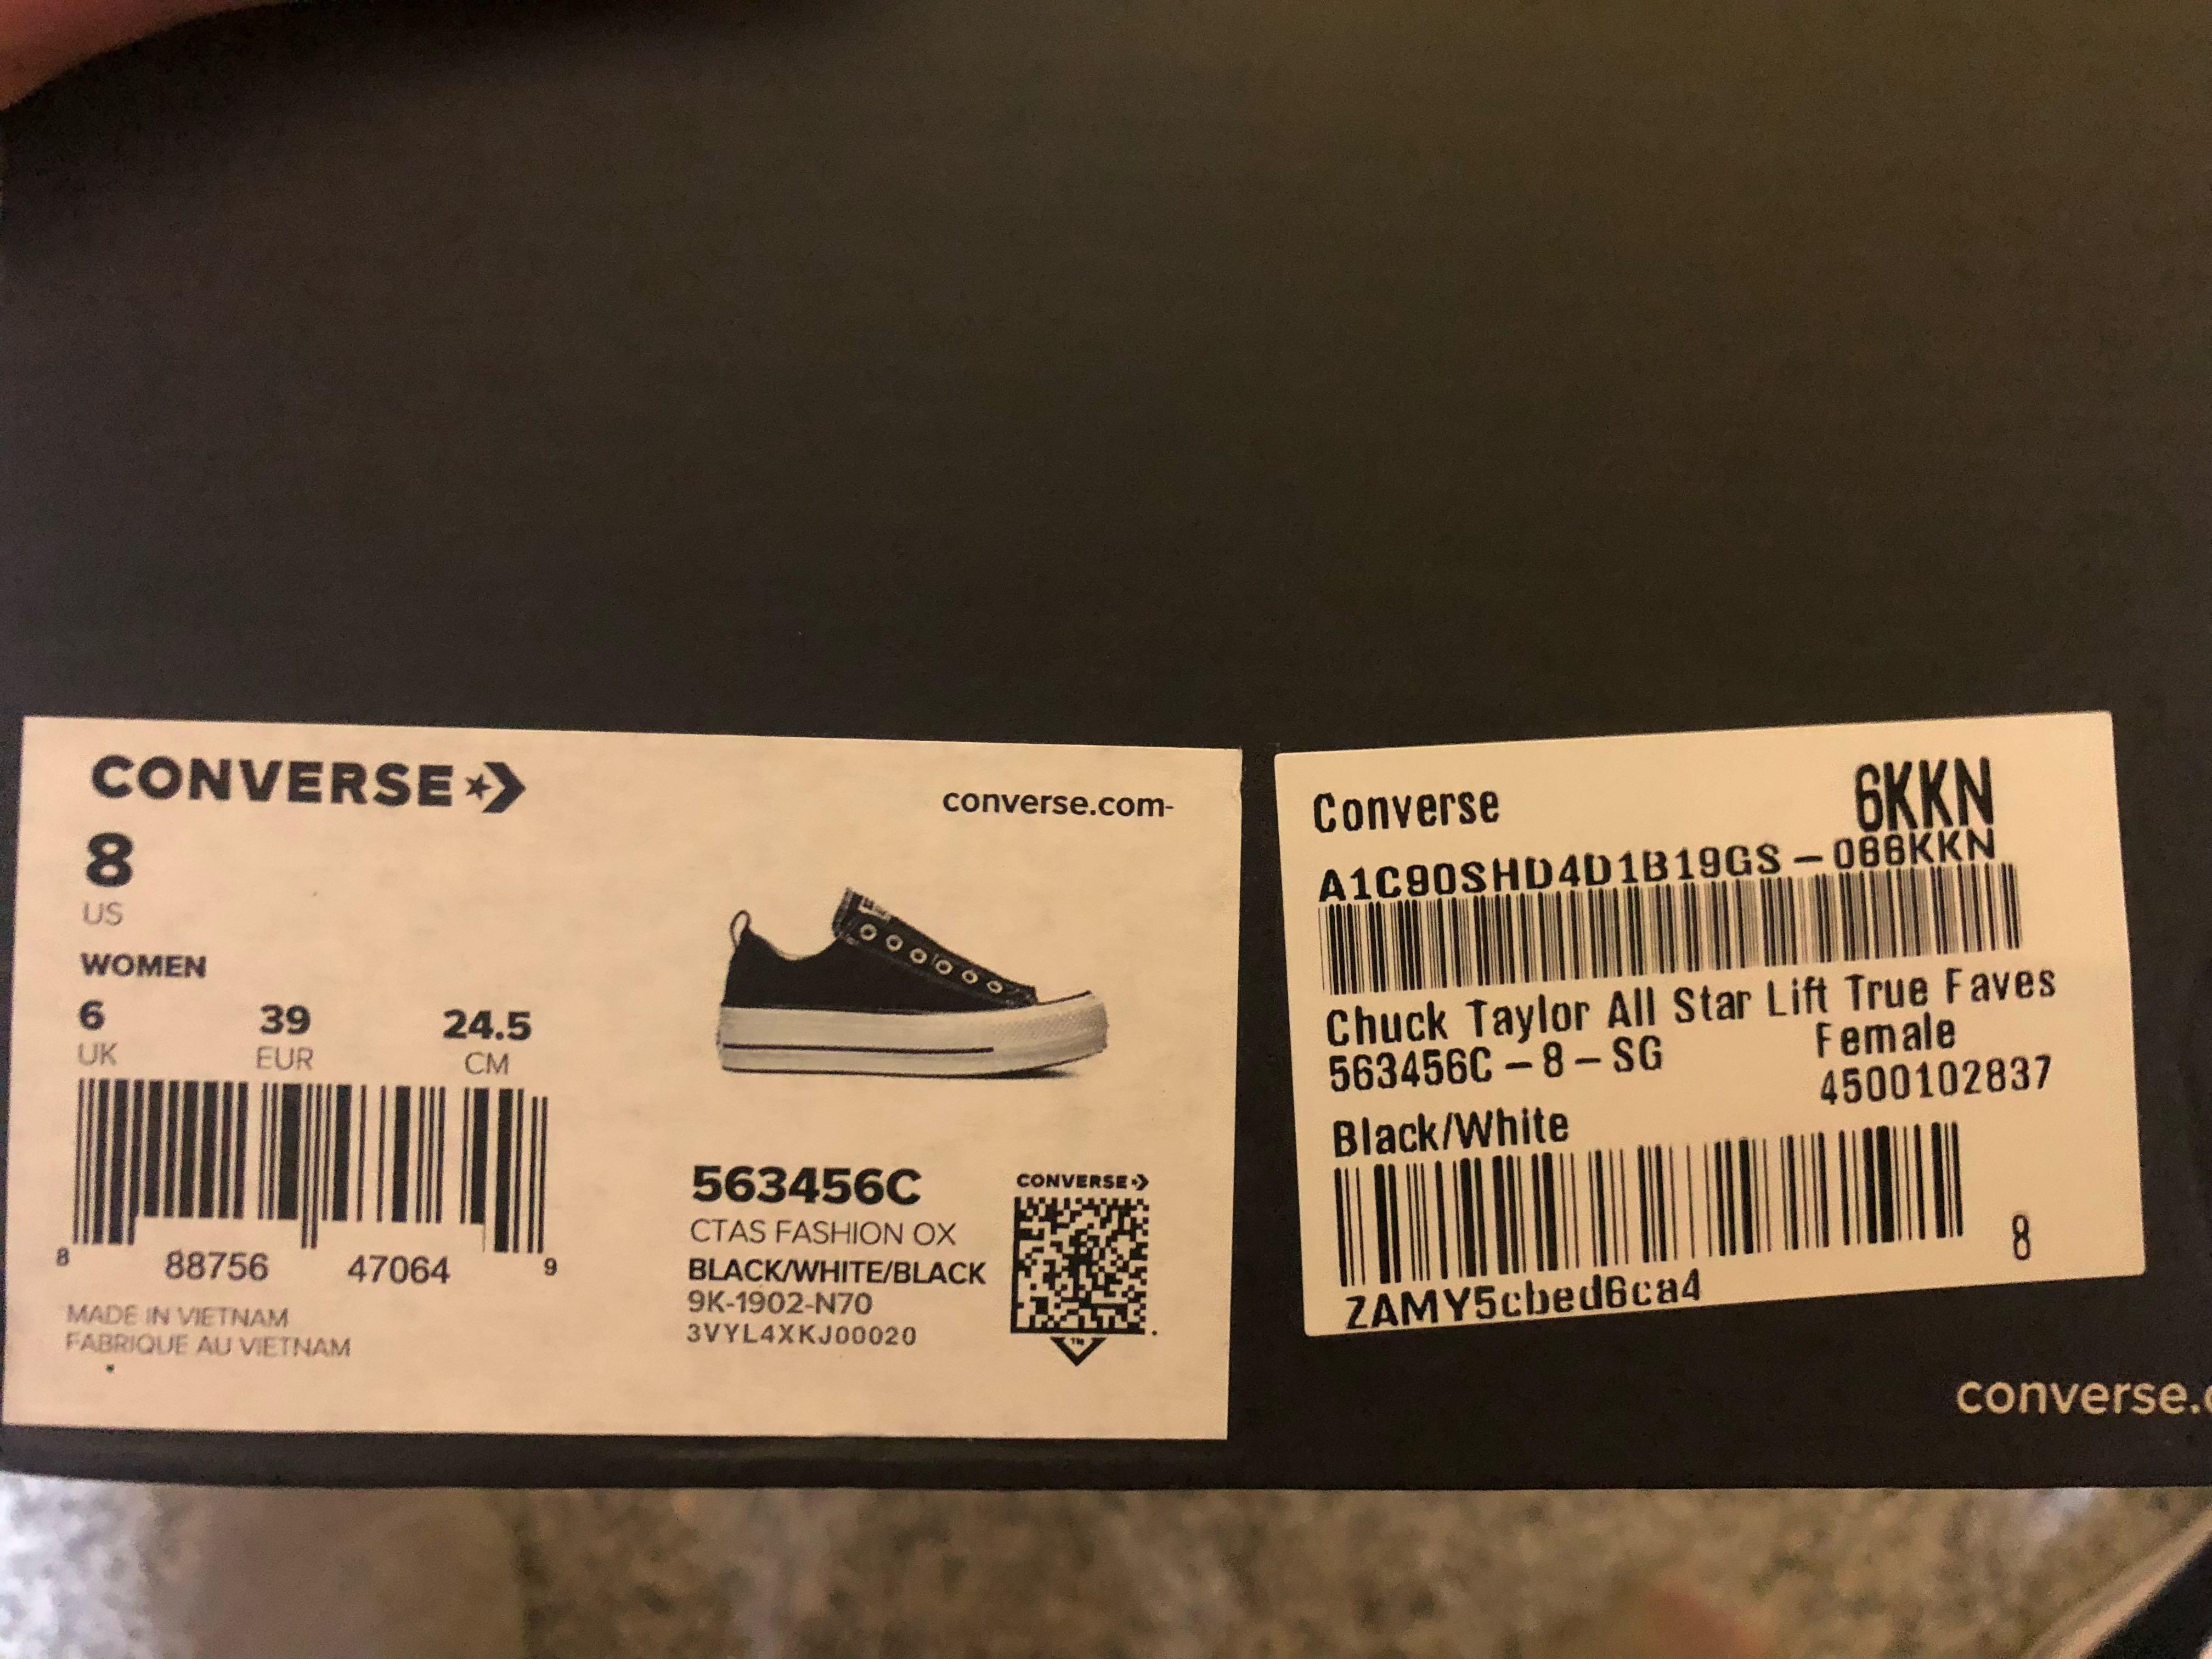 CONVERSE
converse.com
8
US
WOMEN
6 39 24.5
UK EUR CM
8 88756 47064 9
MADE IN VIETNAM
FABRIQUE AU VIETNAM
563456C
CTAS FASHION OX
BLACK/WHITE/BLACK
9K-1902-N70
3VYL4XKJ00020
CONVERSE
TM
Converse 6KKN
A1C90SHD4D1B19GS-088KKN
Chuck Taylor All Star Lift True Faves
563456C-8-SG Female
4500102837
Black/White
8
ZAMY5cbed6ca4
converse.